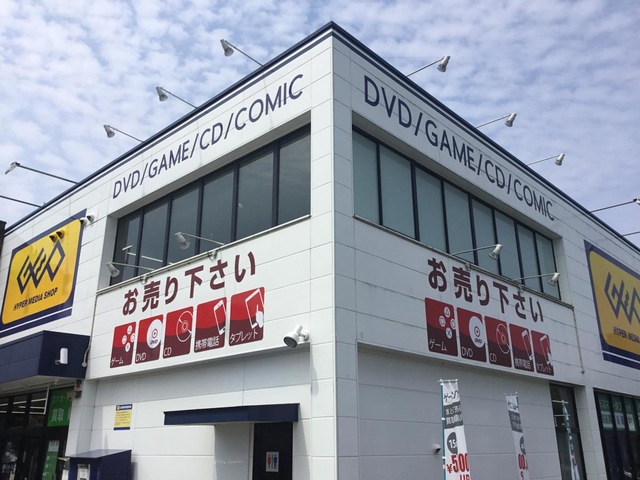 DVD/GAME/CD/COMIC
GEO
HYPER MEDIA SHOP
お売り下さい
ゲーム
DVD
CD
携帯電話
タブレット
DVD/GAME/CD/COMIC
お売り下さい
ゲーム
DVD
CD
携帯電話
タブレット
買取